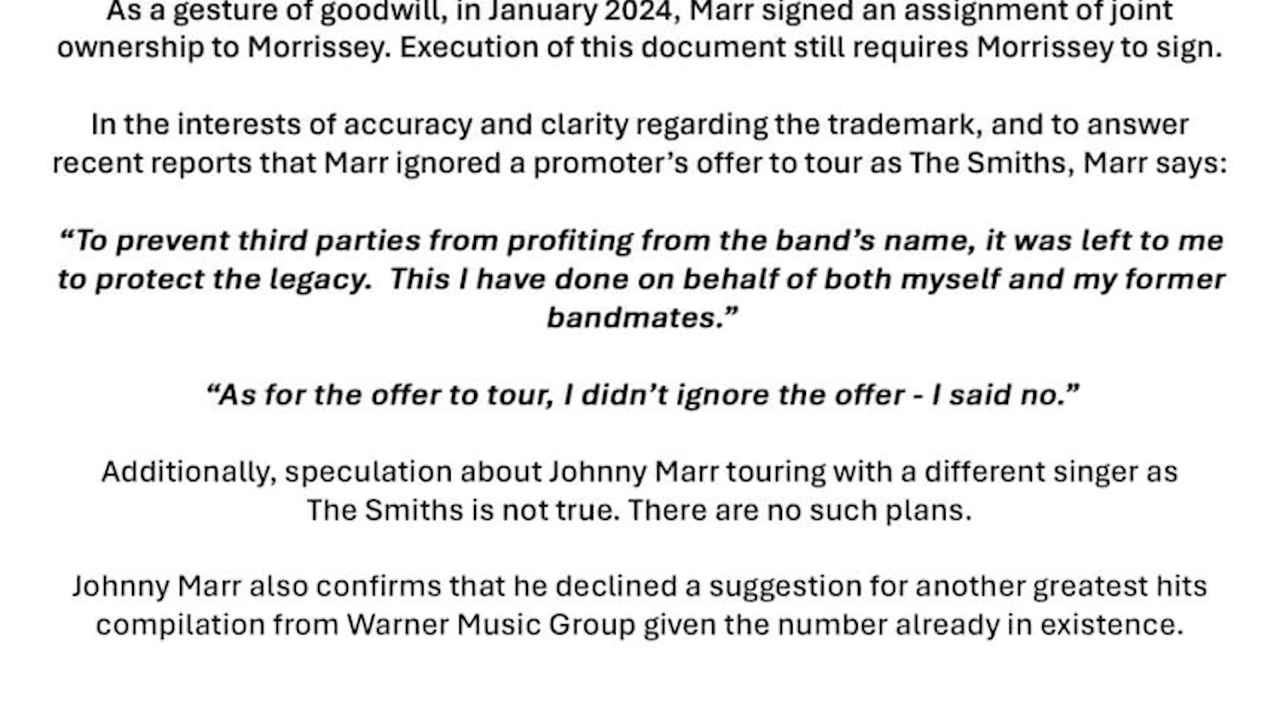 As a gesture of goodwill, in January 2024, Marr signed an assignment of joint
ownership to Morrissey. Execution of this document still requires Morrissey to sign.
In the interests of accuracy and clarity regarding the trademark, and to answer
recent reports that Marr ignored a promoter’s offer to tour as The Smiths, Marr says:
“To prevent third parties from profiting from the band’s name, it was left to me
to protect the legacy.  This I have done on behalf of both myself and my former
bandmates.”
“As for the offer to tour, I didn’t ignore the offer - I said no.”
Additionally, speculation about Johnny Marr touring with a different singer as
The Smiths is not true. There are no such plans.
Johnny Marr also confirms that he declined a suggestion for another greatest hits
compilation from Warner Music Group given the number already in existence.